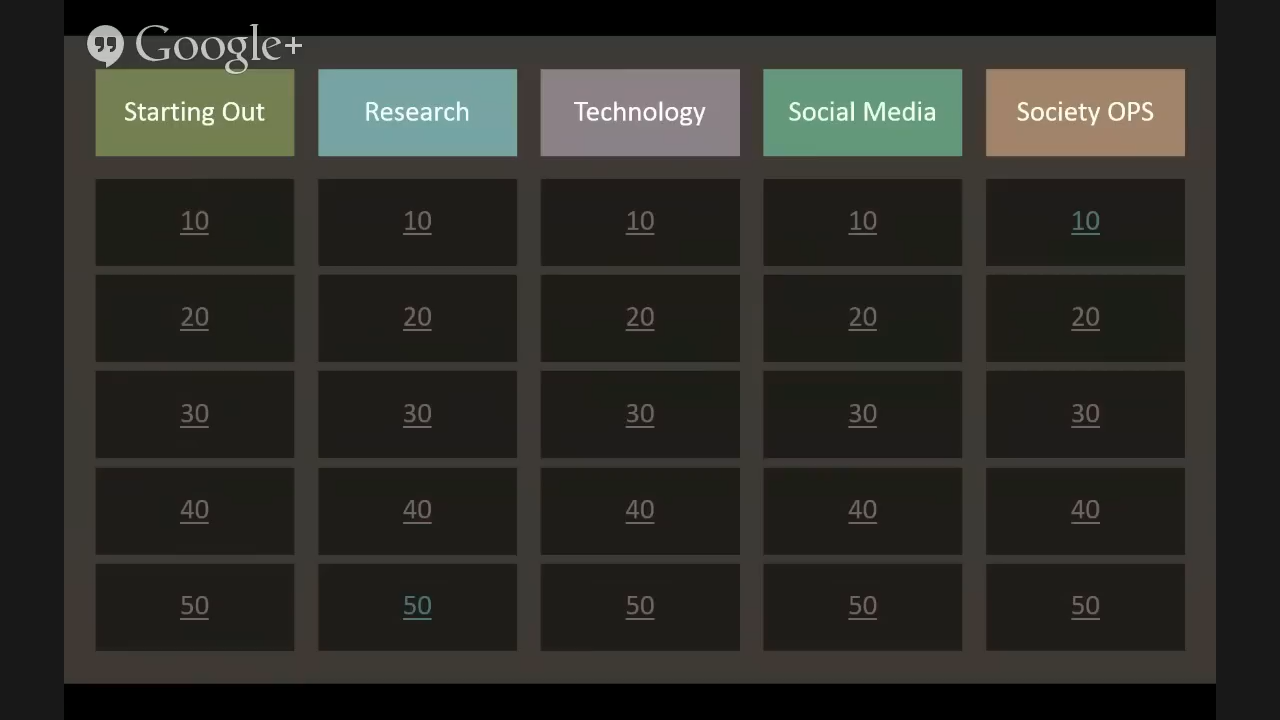 Google+
Starting Out Research Technology Social Media Society OPS
10 10 10 10 10
20 20 20 20 20
30 30 30 30 30
40 40 40 40 40
50 50 50 50 50